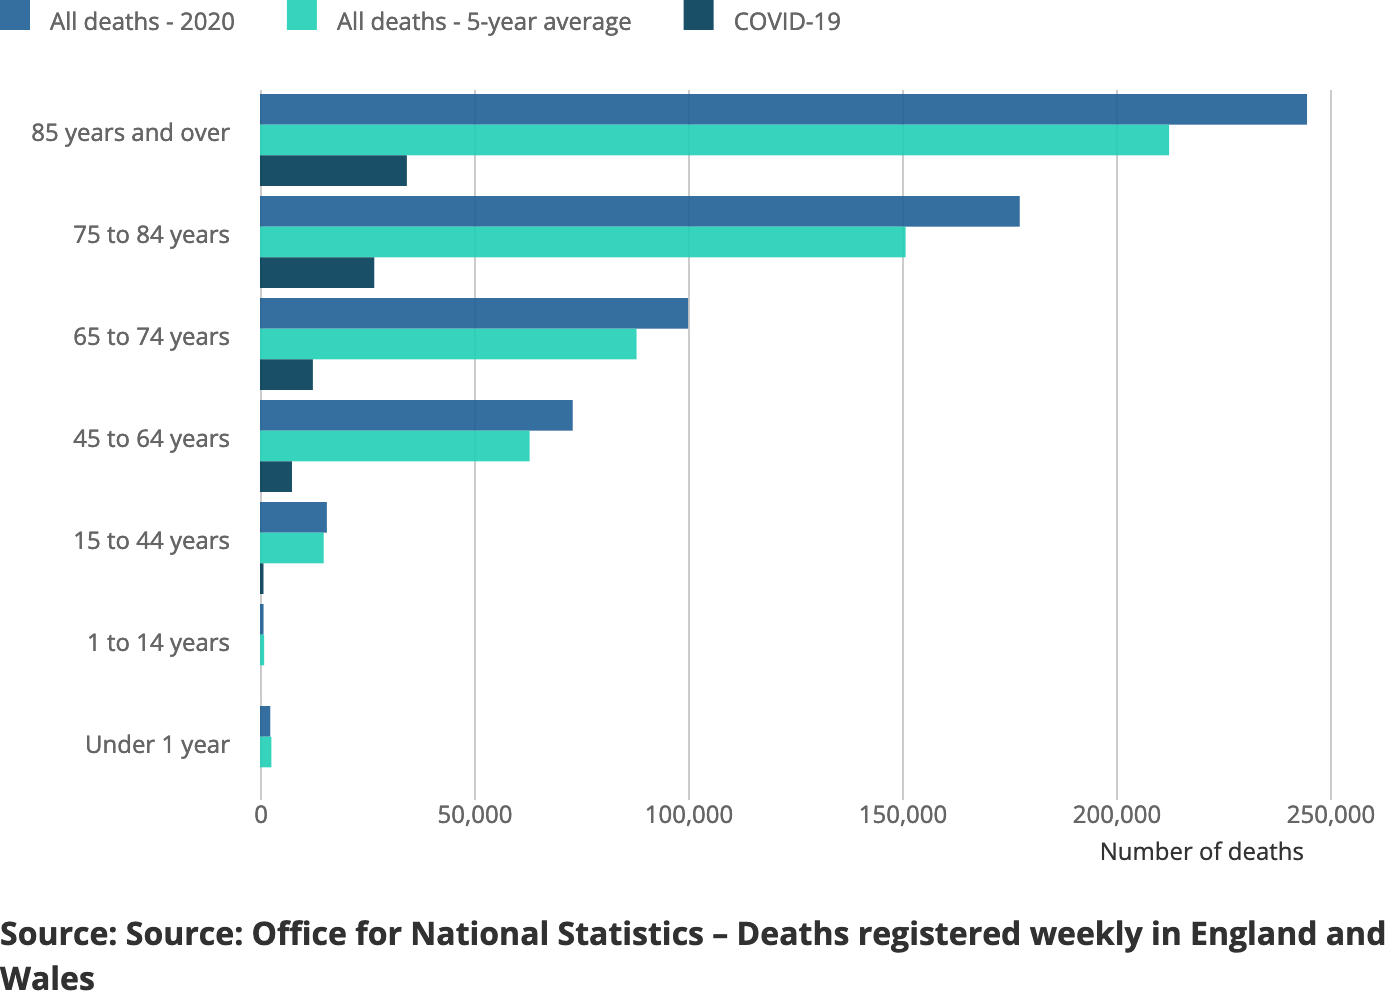 All deaths - 2020 All deaths - 5-year average COVID-19
85 years and over
75 to 84 years
65 to 74 years
45 to 64 years
15 to 44 years
1 to 14 years
Under 1 year
0 50,000 100,000 150,000 200,000 250,000
Number of deaths
Source: Source: Office for National Statistics – Deaths registered weekly in England and
Wales